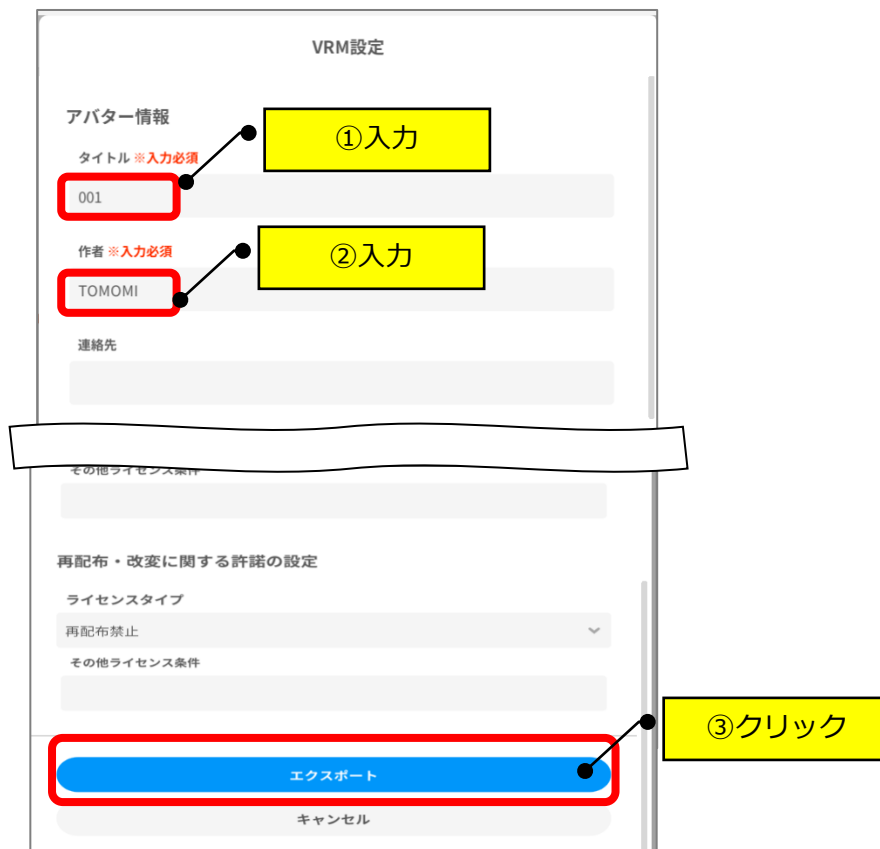 VRM設定
アバター情報
①入力
タイトル ※入力必須
001
作者 ※入力必須
②入力
TOMOMI
連絡先
その他ライセンス条件
再配布・改変に関する許諾の設定
ライセンスタイプ
再配布禁止
その他ライセンス条件
③クリック
エクスポート
キャンセル